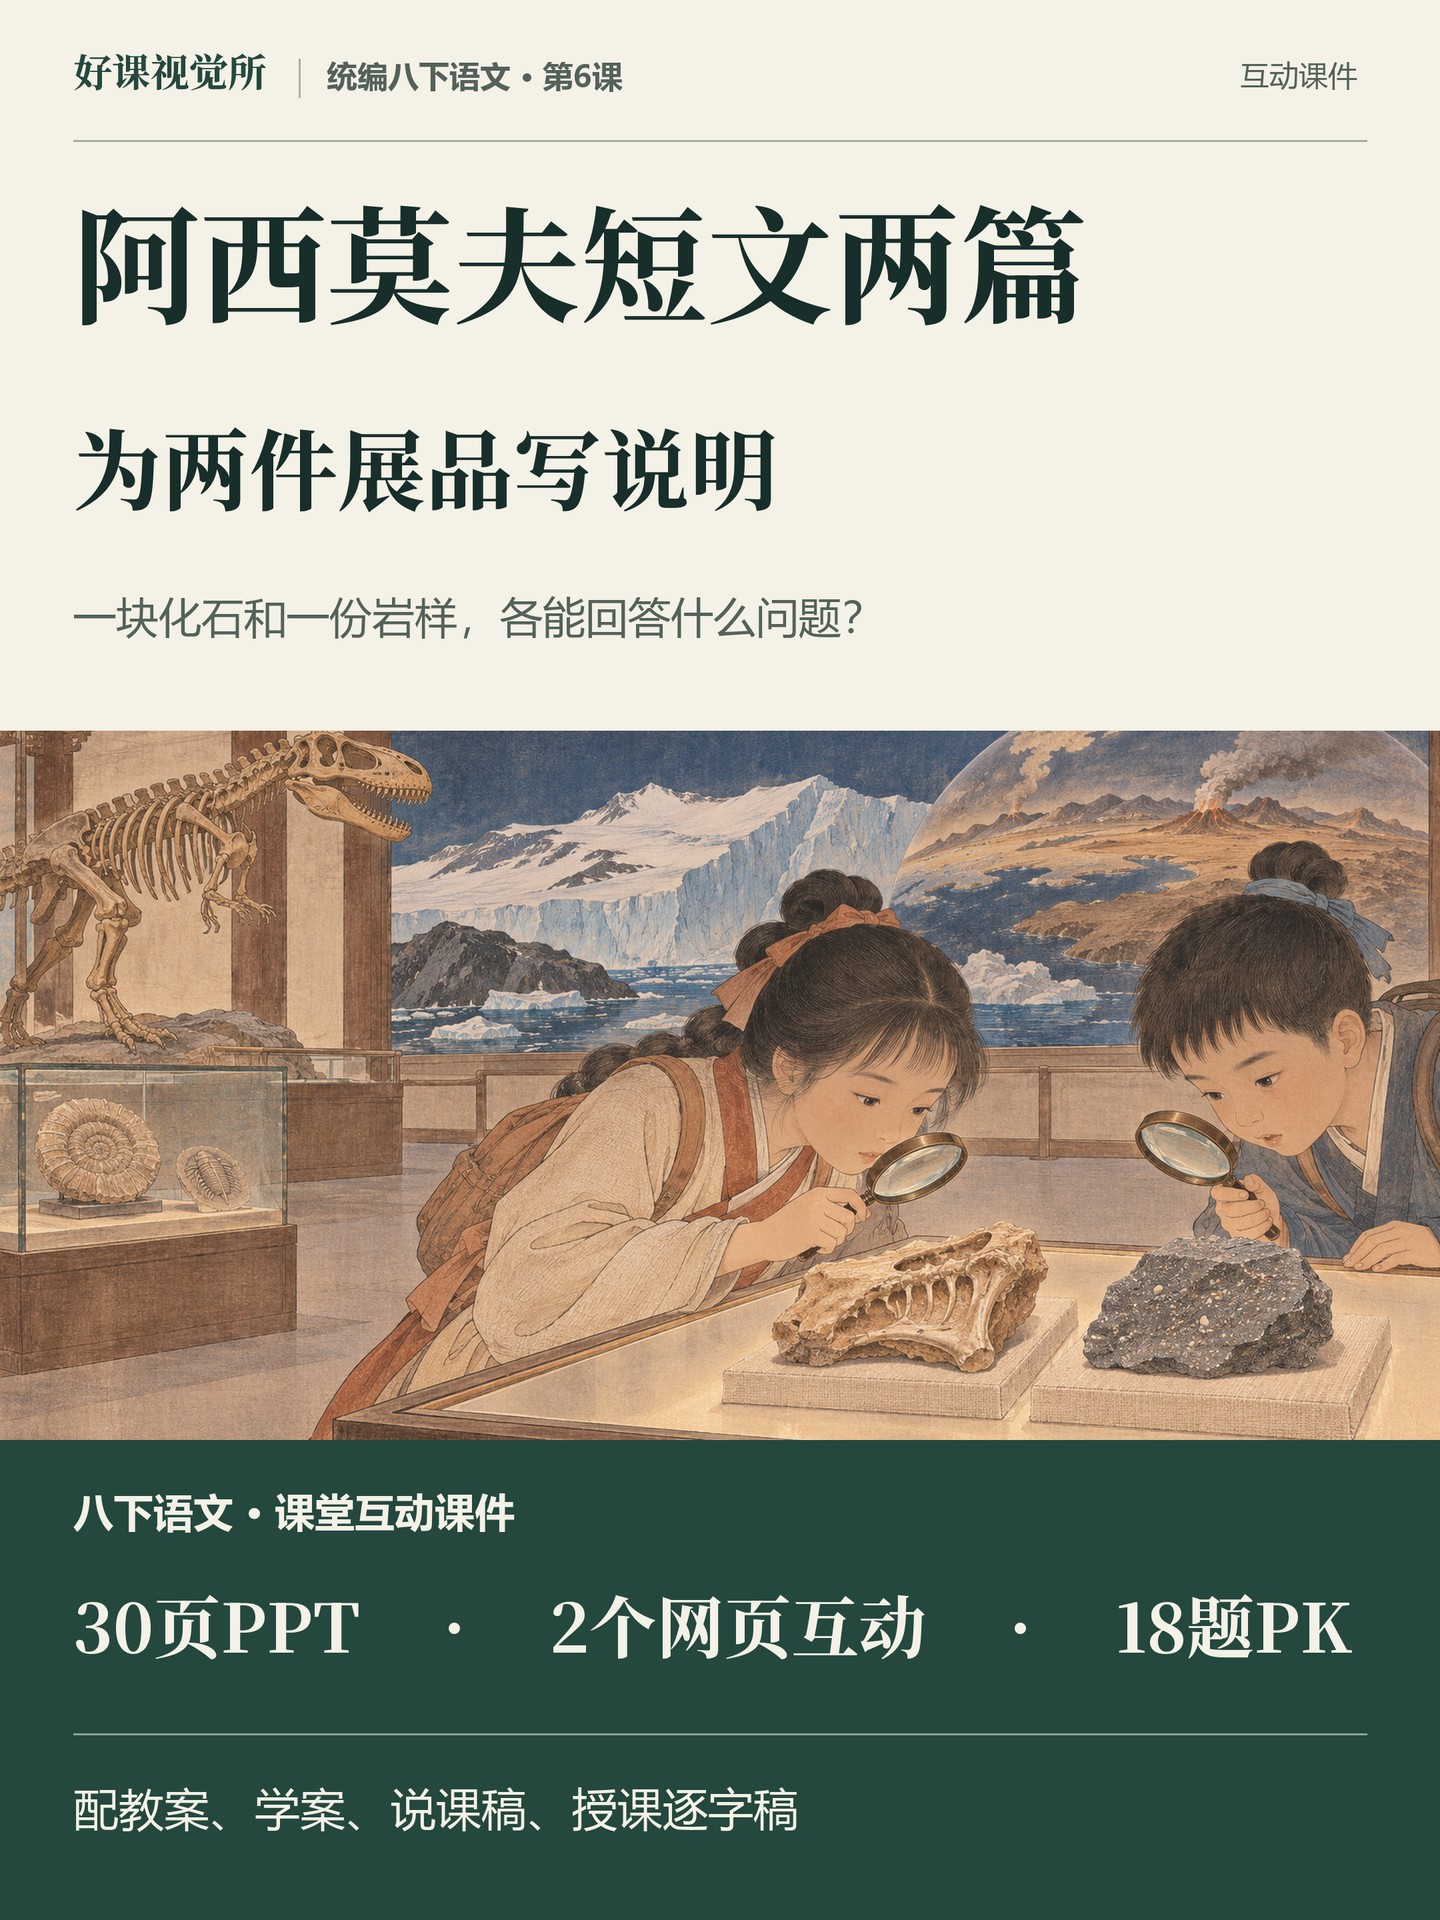 好课视觉所 | 统编八下语文·第6课 互动课件
阿西莫夫短文两篇
为两件展品写说明
一块化石和一份岩样，各能回答什么问题？
八下语文·课堂互动课件
30页PPT · 2个网页互动 · 18题PK
配教案、学案、说课稿、授课逐字稿